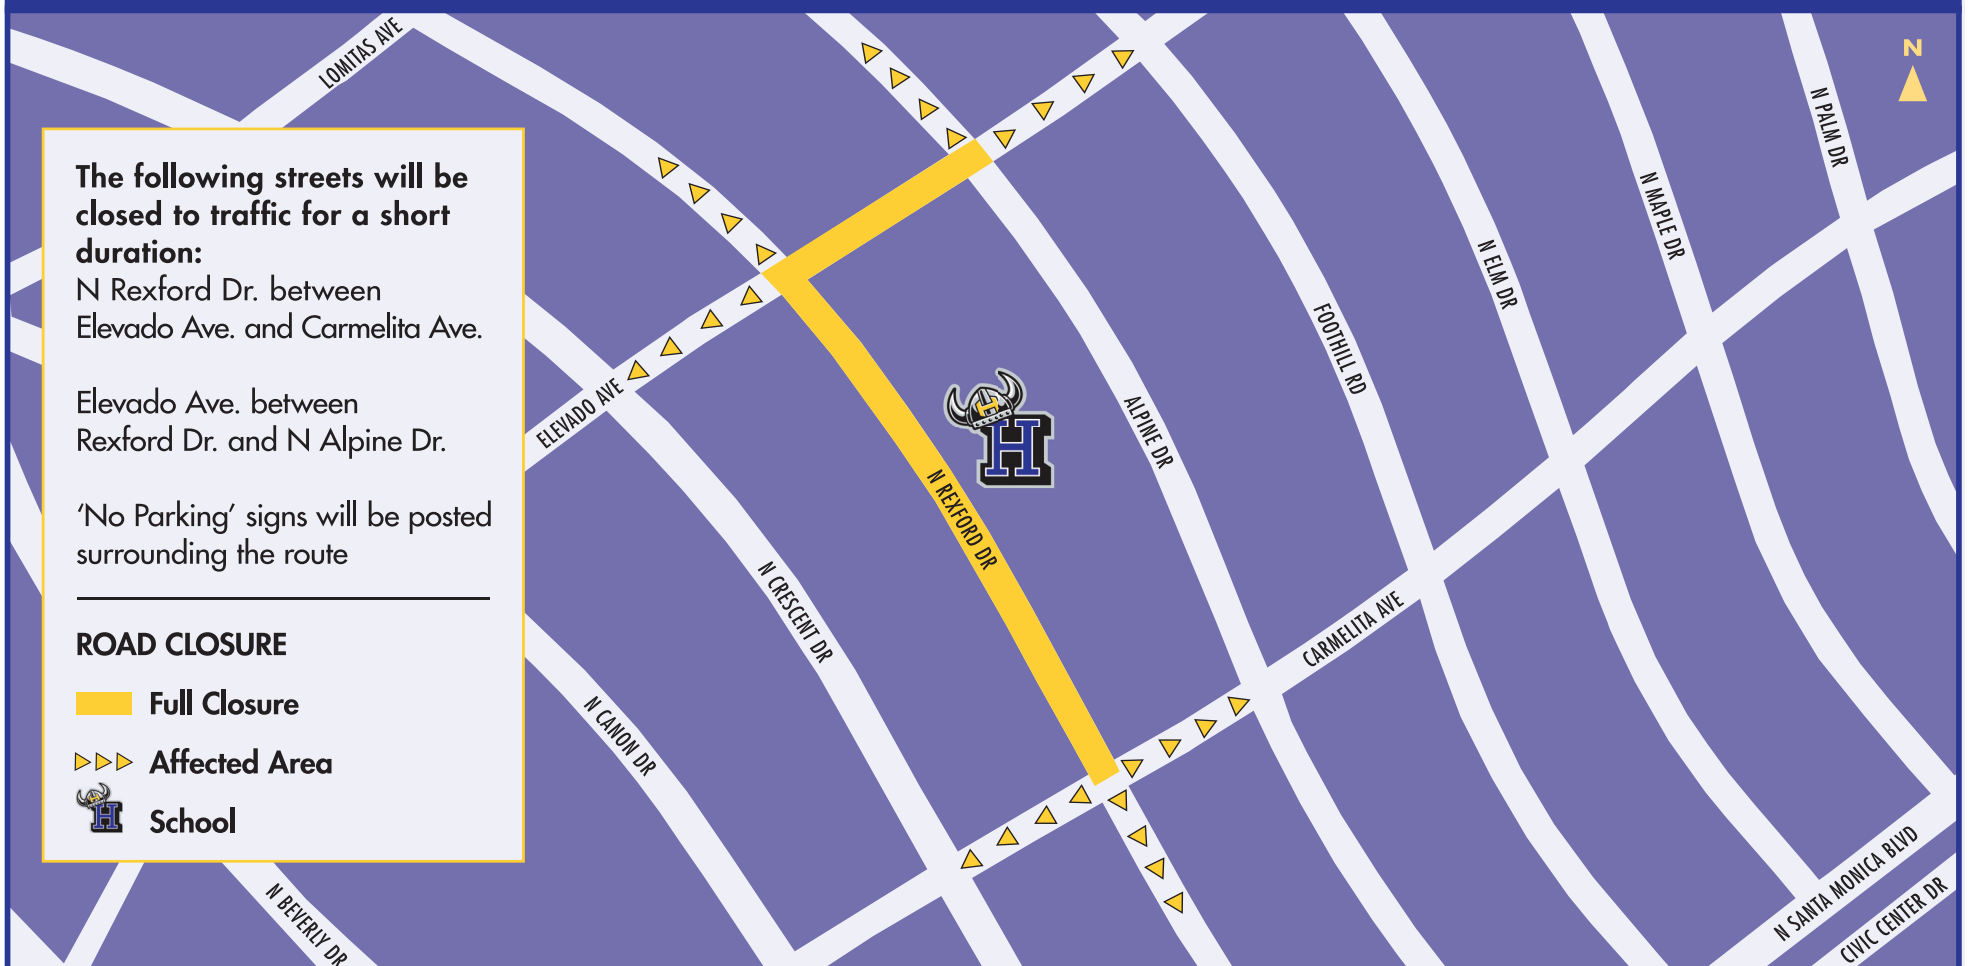 LOMITAS AVE
N
N PALM DR
The following streets will be
closed to traffic for a short
duration:
N Rexford Dr. between
Elevado Ave. and Carmelita Ave.
Elevado Ave. between
Rexford Dr. and N Alpine Dr.
‘No Parking’ signs will be posted
surrounding the route
ROAD CLOSURE
Full Closure
Affected Area
H
School
N MAPLE DR
N ELM DR
FOOTHILL RD
ELEVADO AVE
H
H
ALPINE DR
N REXFORD DR
N CRESCENT DR
CARMELITA AVE
N CANON DR
N BEVERLY DR
N SANTA MONICA BLVD
CIVIC CENTER DR